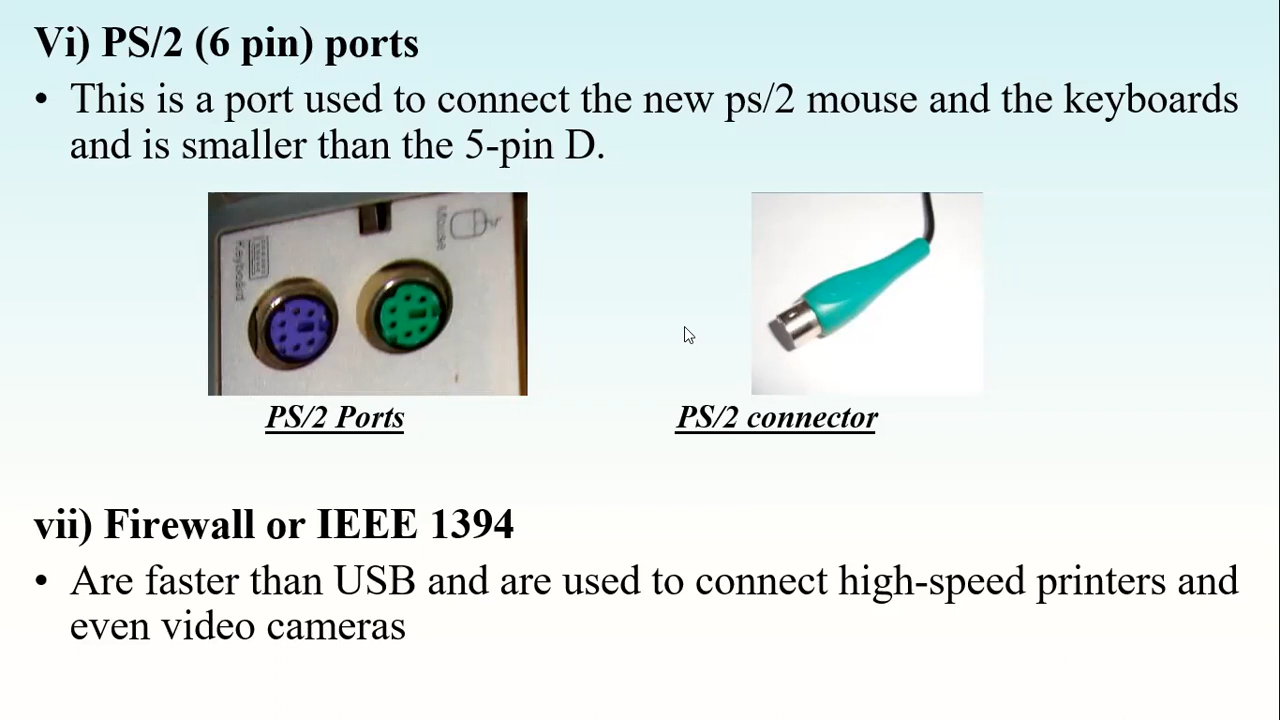 Vi) PS/2 (6 pin) ports
• This is a port used to connect the new ps/2 mouse and the keyboards
and is smaller than the 5-pin D.
Keyboard
Mouse
PS/2 Ports
PS/2 connector
vii) Firewall or IEEE 1394
• Are faster than USB and are used to connect high-speed printers and
even video cameras